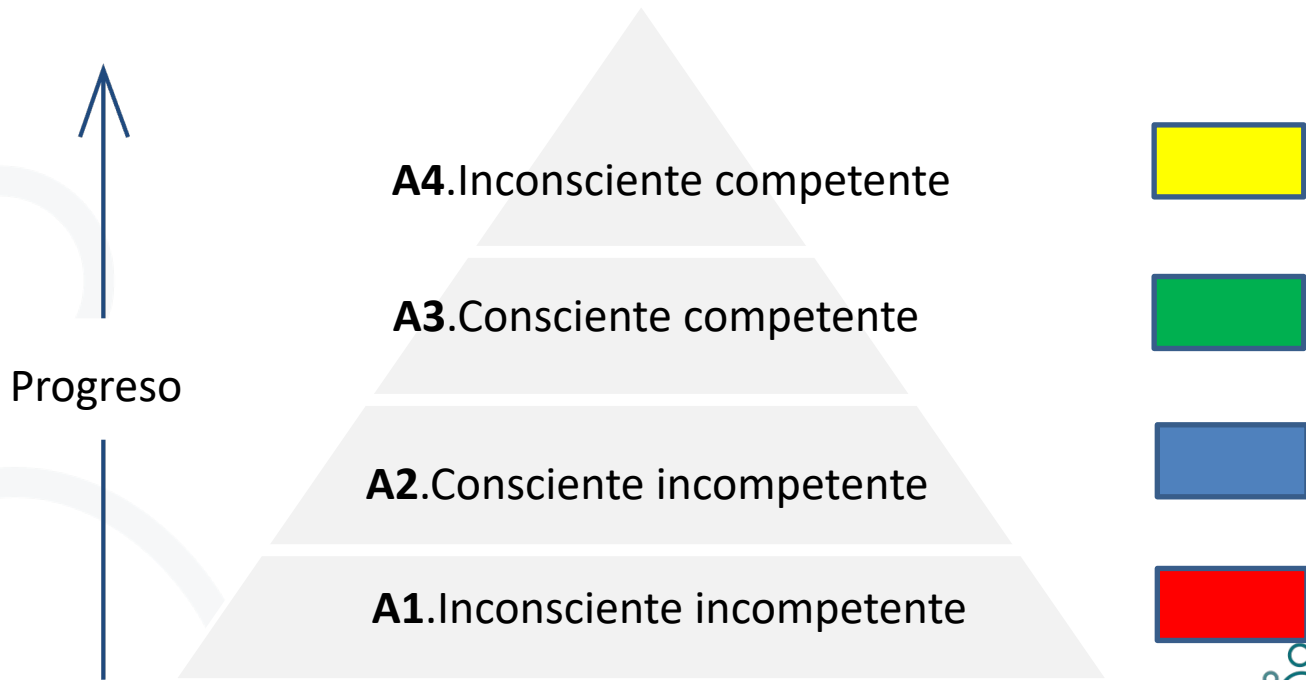 A4.Inconsciente competente
A3.Consciente competente
Progreso
A2.Consciente incompetente
A1.Inconsciente incompetente